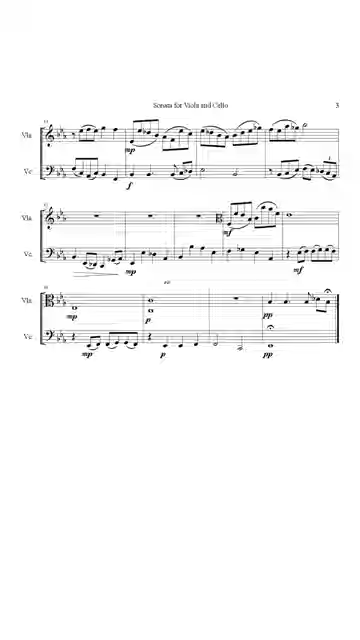 Sonata for Viola and Cello 3
Vla
mp
Vc.
f
Vla
mf
Vc.
mp
mf
Vla
pp
Vc
mp
p
p
pp